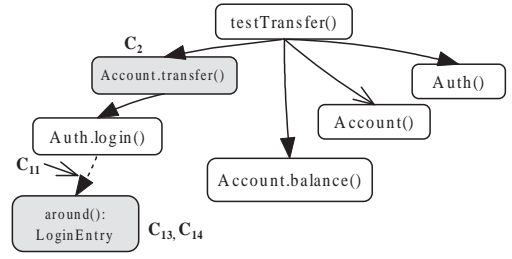 testTransfer()
C2
Account.transfer()
Auth()
Account()
Auth.login()
C11
Account.balance()
around():
LoginEntry
C13, C14